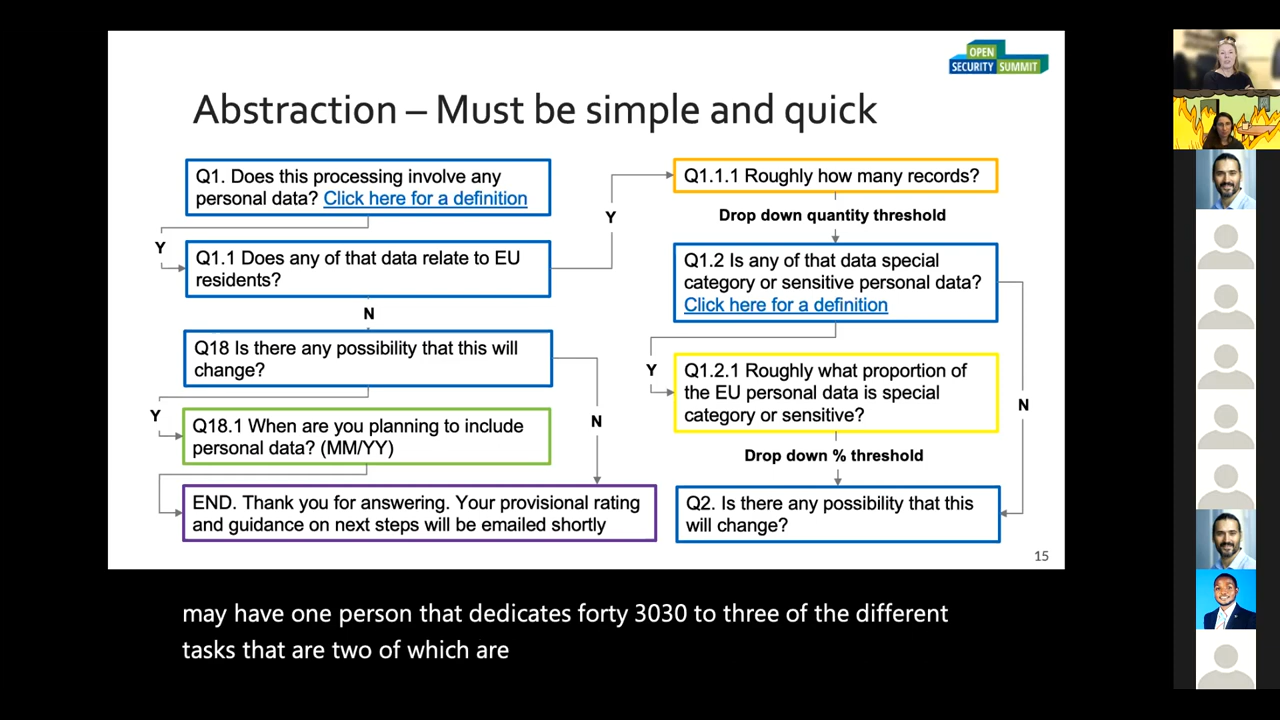 OPEN
SECURITY SUMMIT
Abstraction – Must be simple and quick
Q1. Does this processing involve any
personal data? Click here for a definition
Y
Q1.1 Does any of that data relate to EU
residents?
N
Q18 Is there any possibility that this will
change?
Y
N
Q18.1 When are you planning to include
personal data? (MM/YY)
END. Thank you for answering. Your provisional rating
and guidance on next steps will be emailed shortly
Y
Q1.1.1 Roughly how many records?
Drop down quantity threshold
Q1.2 Is any of that data special
category or sensitive personal data?
Click here for a definition
Y
N
Q1.2.1 Roughly what proportion of
the EU personal data is special
category or sensitive?
Drop down % threshold
Q2. Is there any possibility that this
will change?
15
may have one person that dedicates forty 3030 to three of the different
tasks that are two of which are